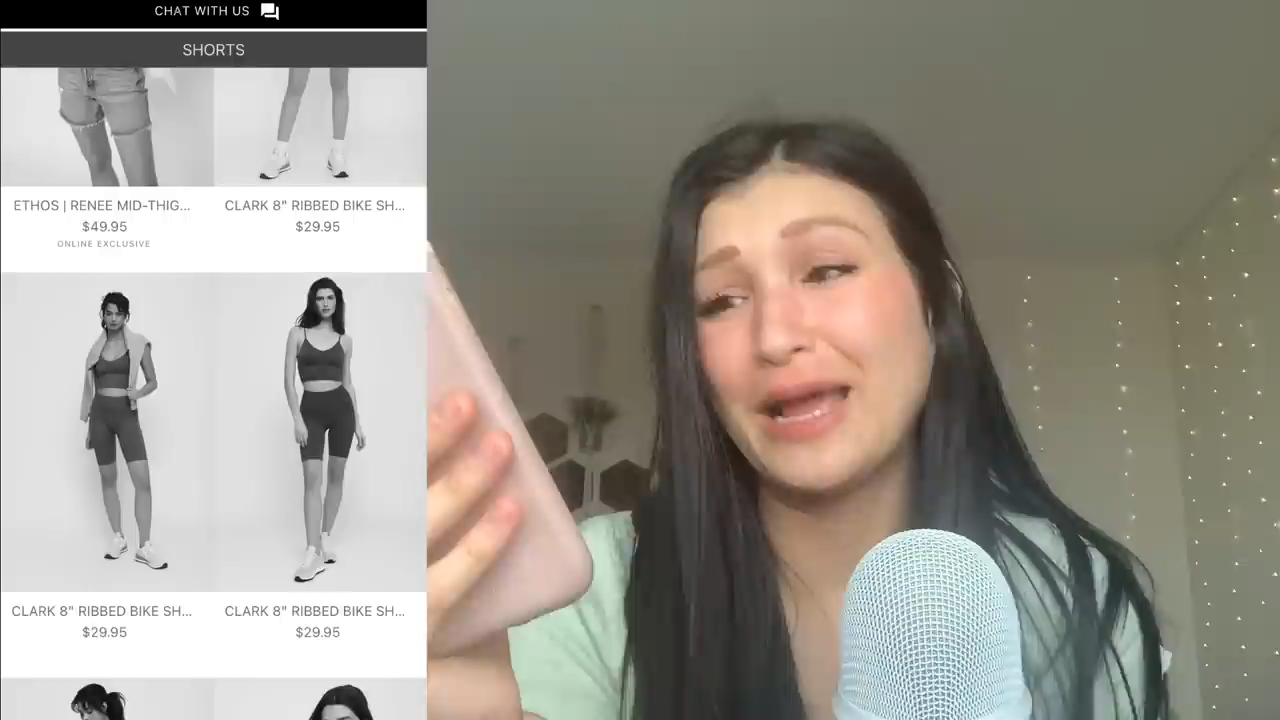 CHAT WITH US
SHORTS
ETHOS | RENEE MID-THIG...
$49.95
ONLINE EXCLUSIVE
CLARK 8" RIBBED BIKE SH...
$29.95
CLARK 8" RIBBED BIKE SH...
$29.95
CLARK 8" RIBBED BIKE SH...
$29.95